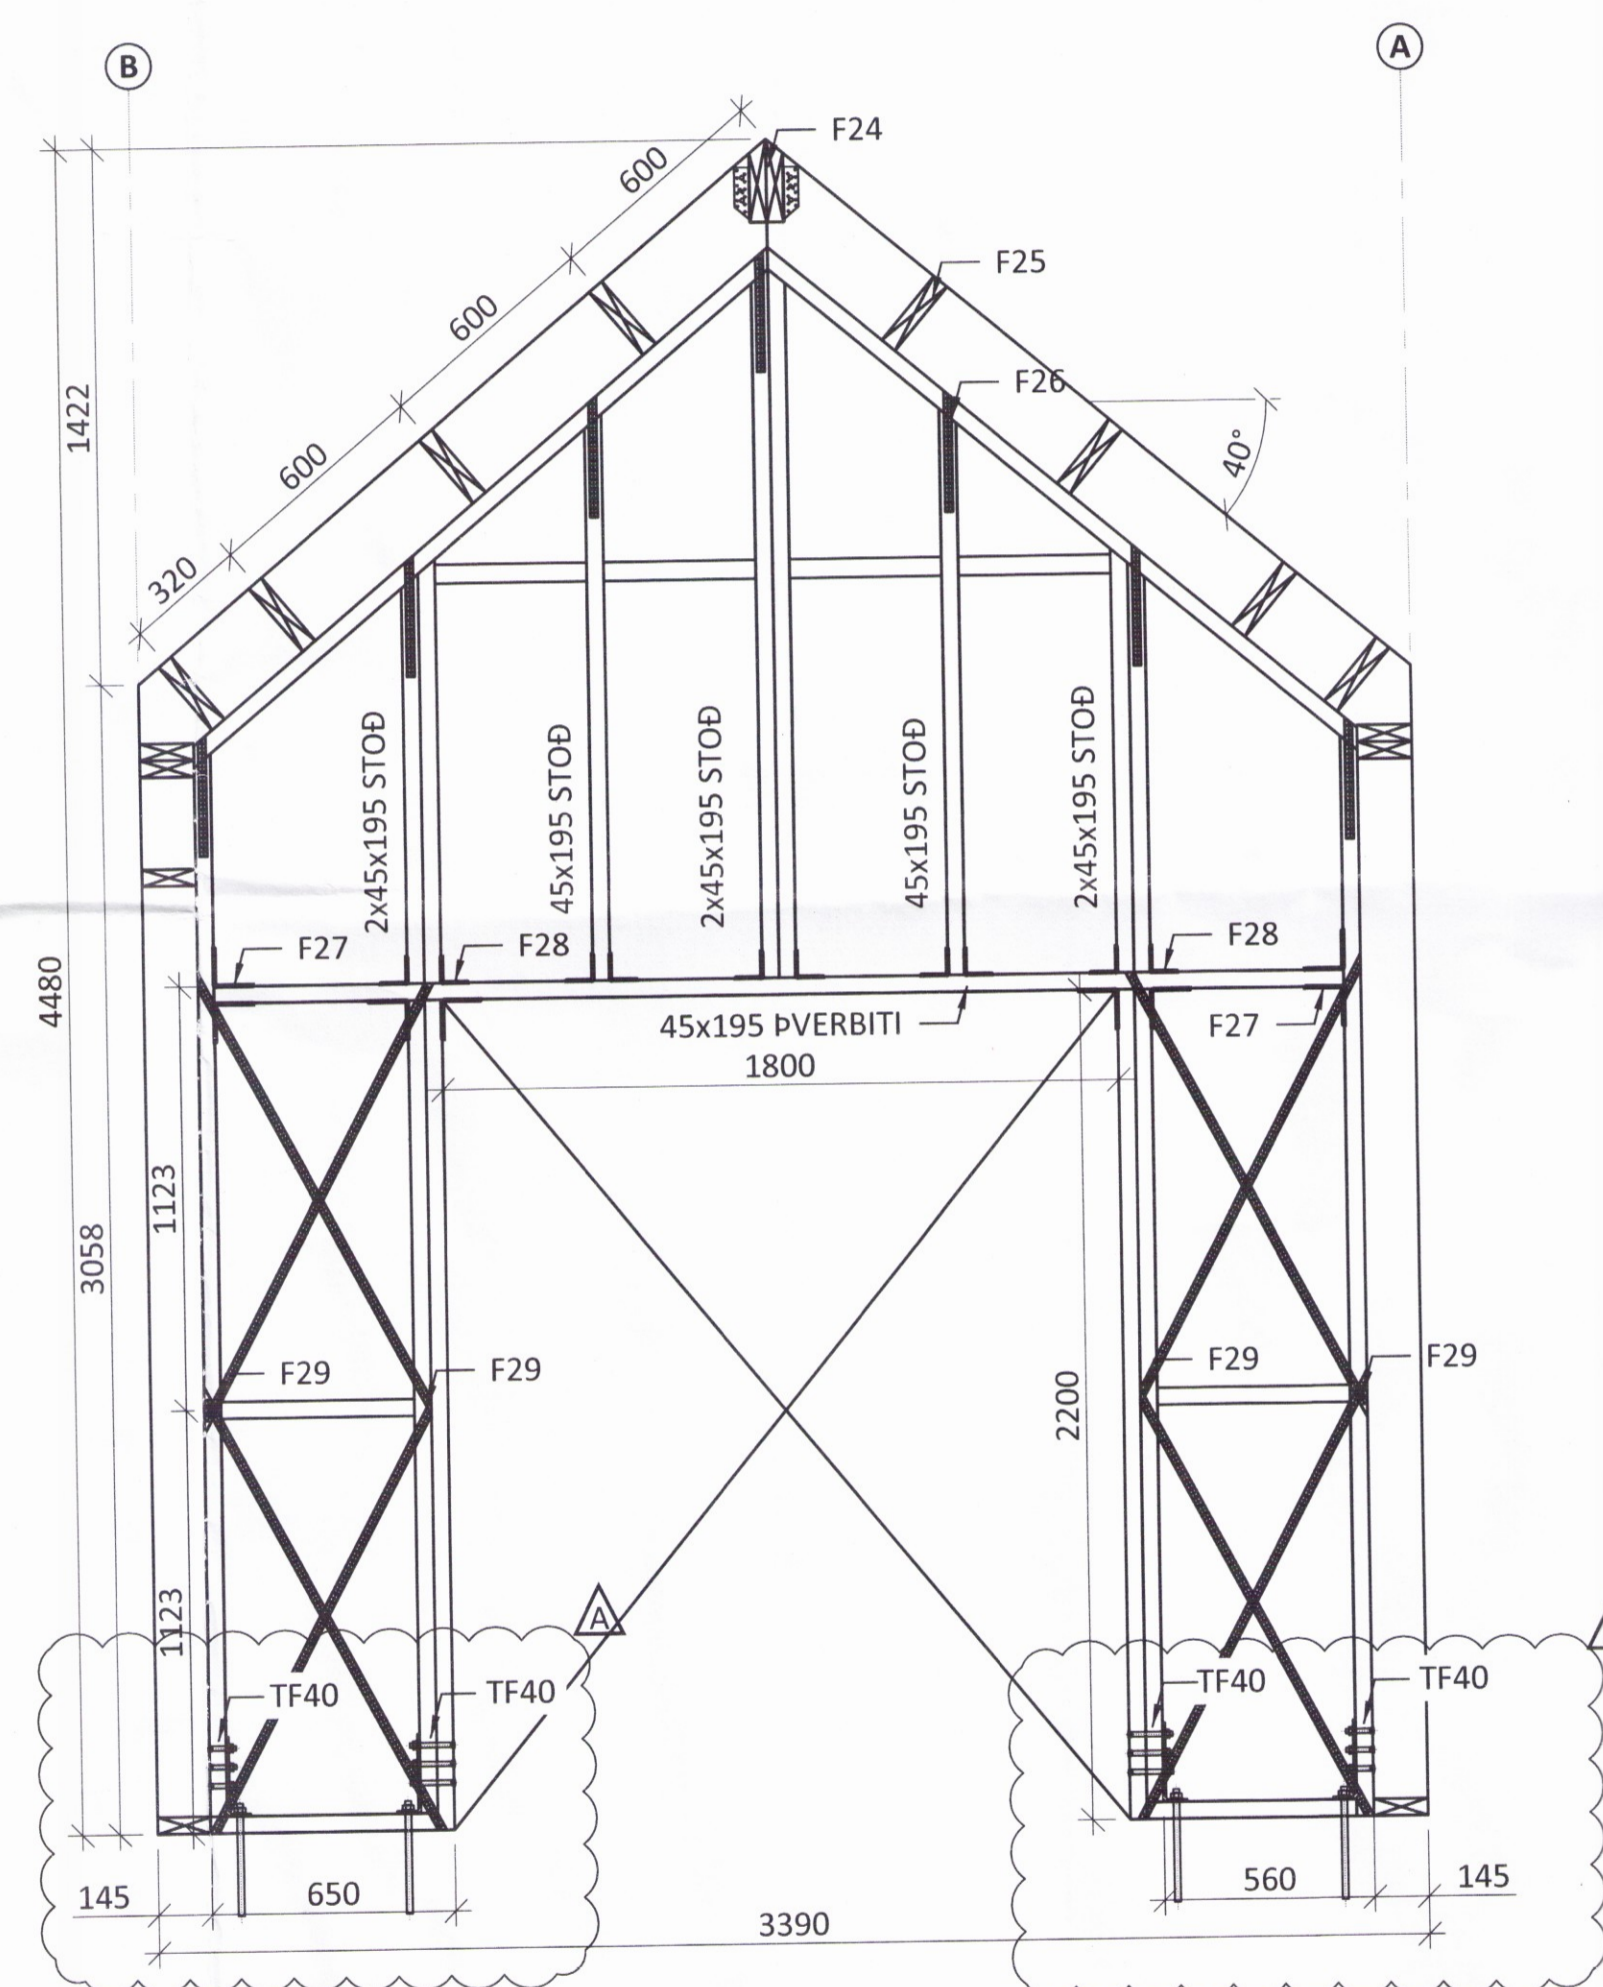 B
A
F24
600
F25
600
F26
1422
40°
600
320
2x45x195 STOÐ
45x195 STOÐ
2x45x195 STOÐ
45x195 STOÐ
2x45x195 STOÐ
F27
F28
F28
4480
45x195 ÞVERBITI
F27
1800
1123
3058
F29
F29
F29
F29
2200
1123
A
TF40
TF40
TF40
TF40
145
650
560
145
3390